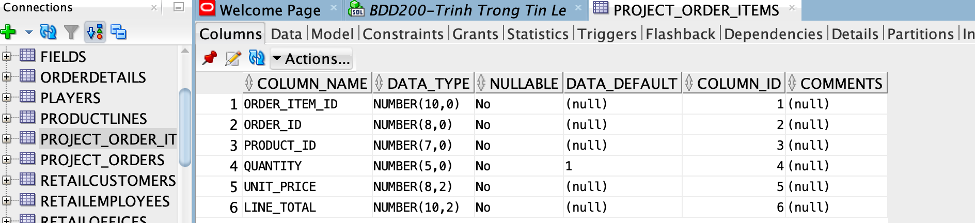 Connections
Welcome Page
BDD200-Trinh Trong Tin Le
PROJECT_ORDER_ITEMS
Columns Data Model Constraints Grants Statistics Triggers Flashback Dependencies Details Partitions In
Actions...
FIELDS
ORDERDETAILS
PLAYERS
PRODUCTLINES
PROJECT_ORDER_IT
PROJECT_ORDERS
RETAILCUSTOMERS
RETAILEMPLOYEES
RETAILOFFICES
COLUMN_NAME DATA_TYPE NULLABLE DATA_DEFAULT COLUMN_ID COMMENTS
1 ORDER_ITEM_ID NUMBER(10,0) No (null) 1 (null)
2 ORDER_ID NUMBER(8,0) No (null) 2 (null)
3 PRODUCT_ID NUMBER(7,0) No (null) 3 (null)
4 QUANTITY NUMBER(5,0) No 1 4 (null)
5 UNIT_PRICE NUMBER(8,2) No (null) 5 (null)
6 LINE_TOTAL NUMBER(10,2) No (null) 6 (null)